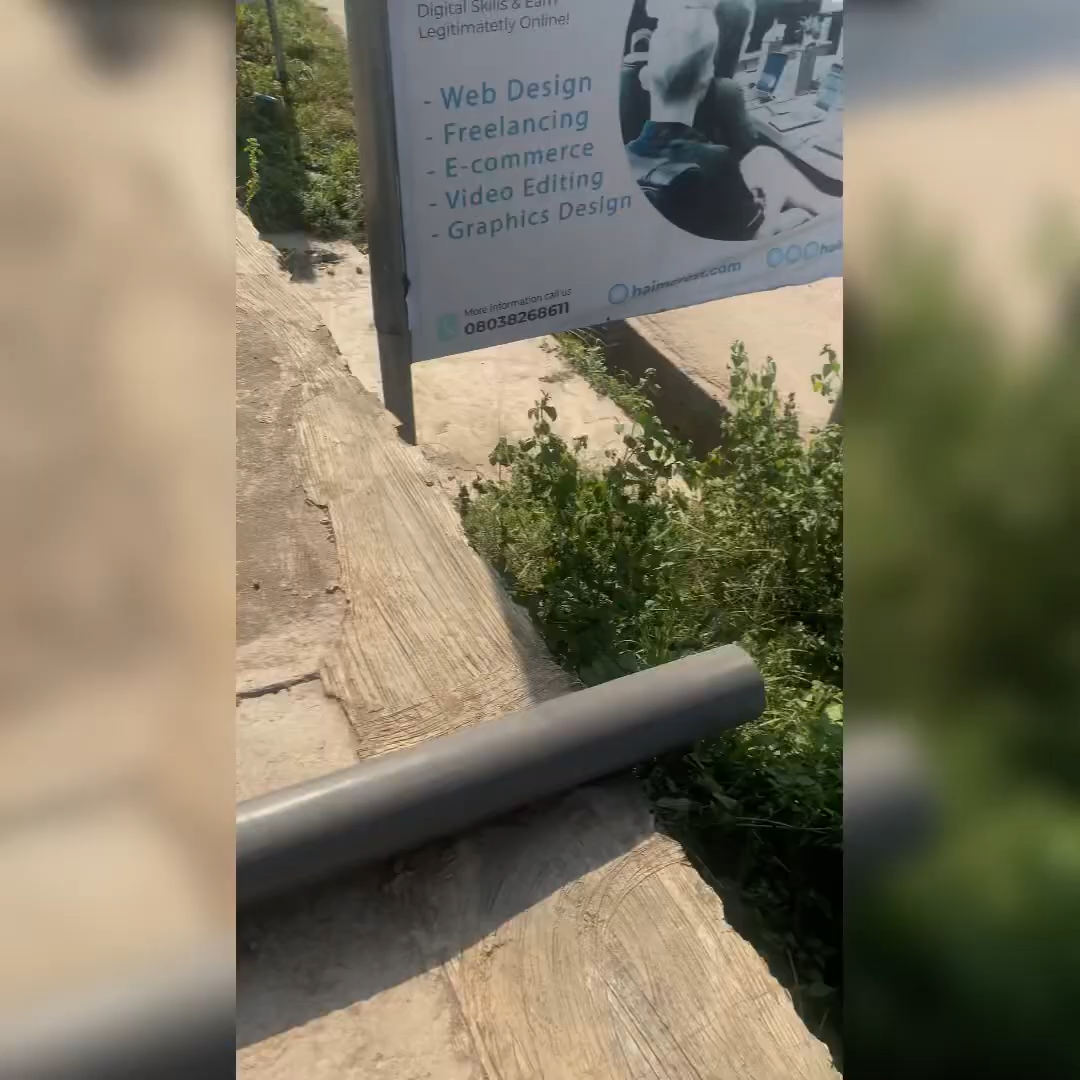 Digital Skills & Earn
Legitimatetly Online!
- Web Design
- Freelancing
- E-commerce
- Video Editing
- Graphics Design
More information call us
08038268611